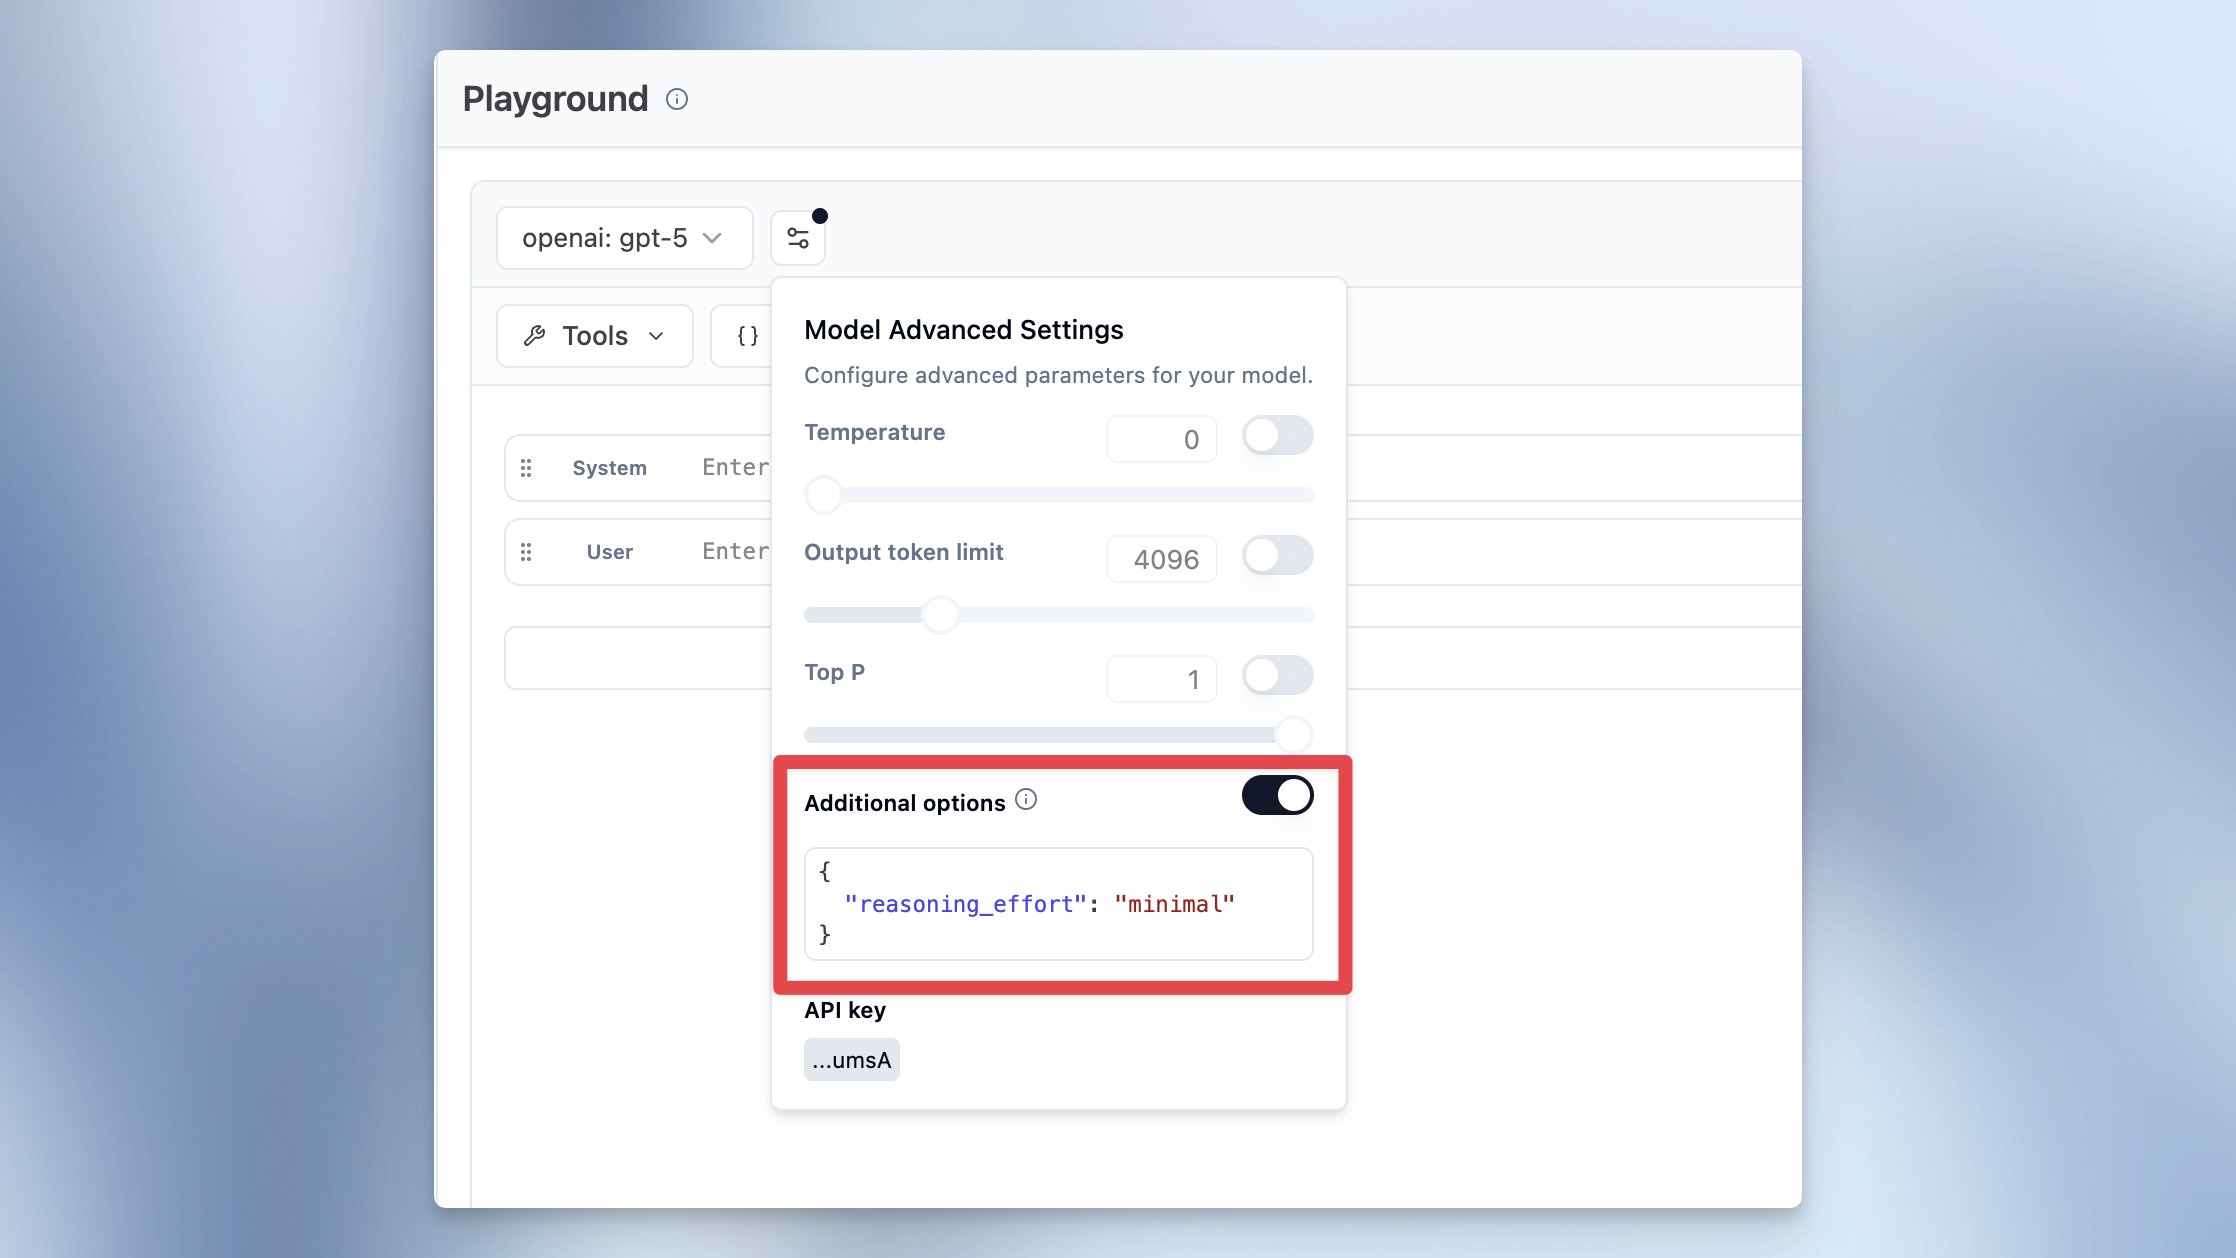 Playground
openai: gpt-5
Tools
{}
Model Advanced Settings
Configure advanced parameters for your model.
Temperature 0
System Enter
Output token limit 4096
User Enter
Top P 1
Additional options
{
"reasoning_effort": "minimal"
}
API key
...umsA